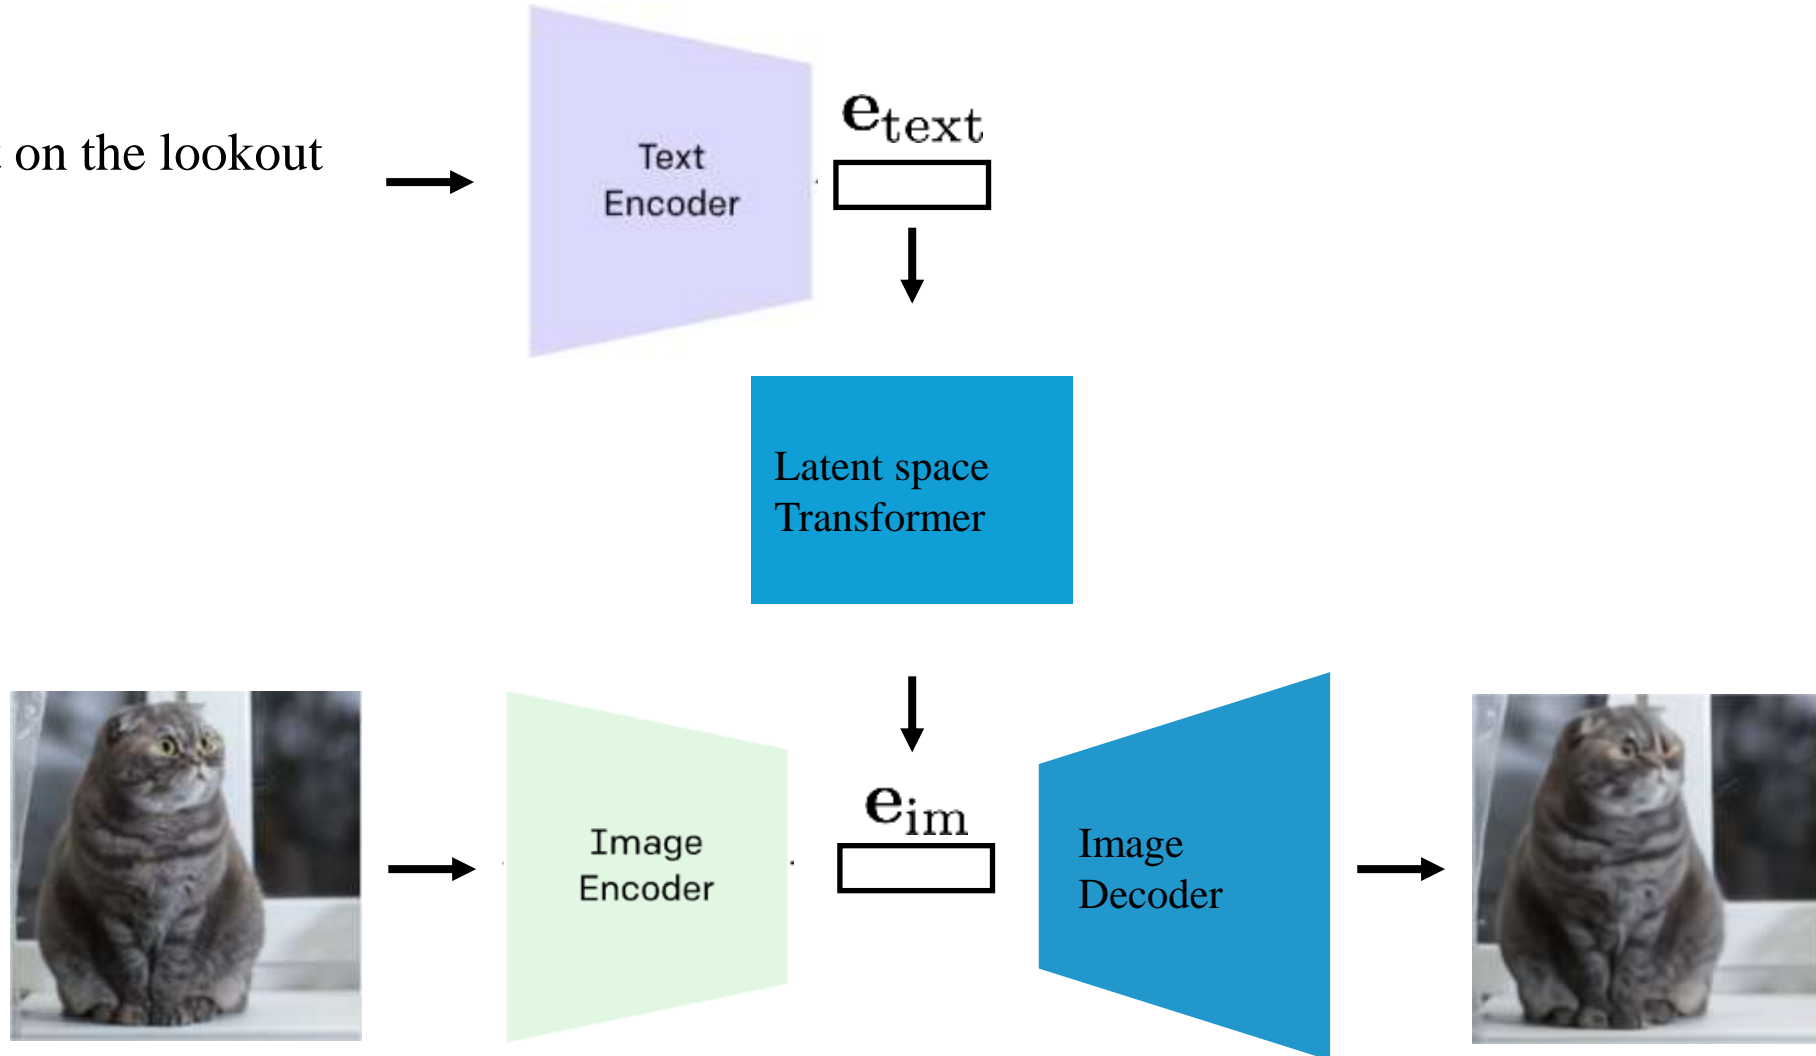 on the lookout
Text
Encoder
e_text
Latent space
Transformer
Image
Encoder
e_im
Image
Decoder